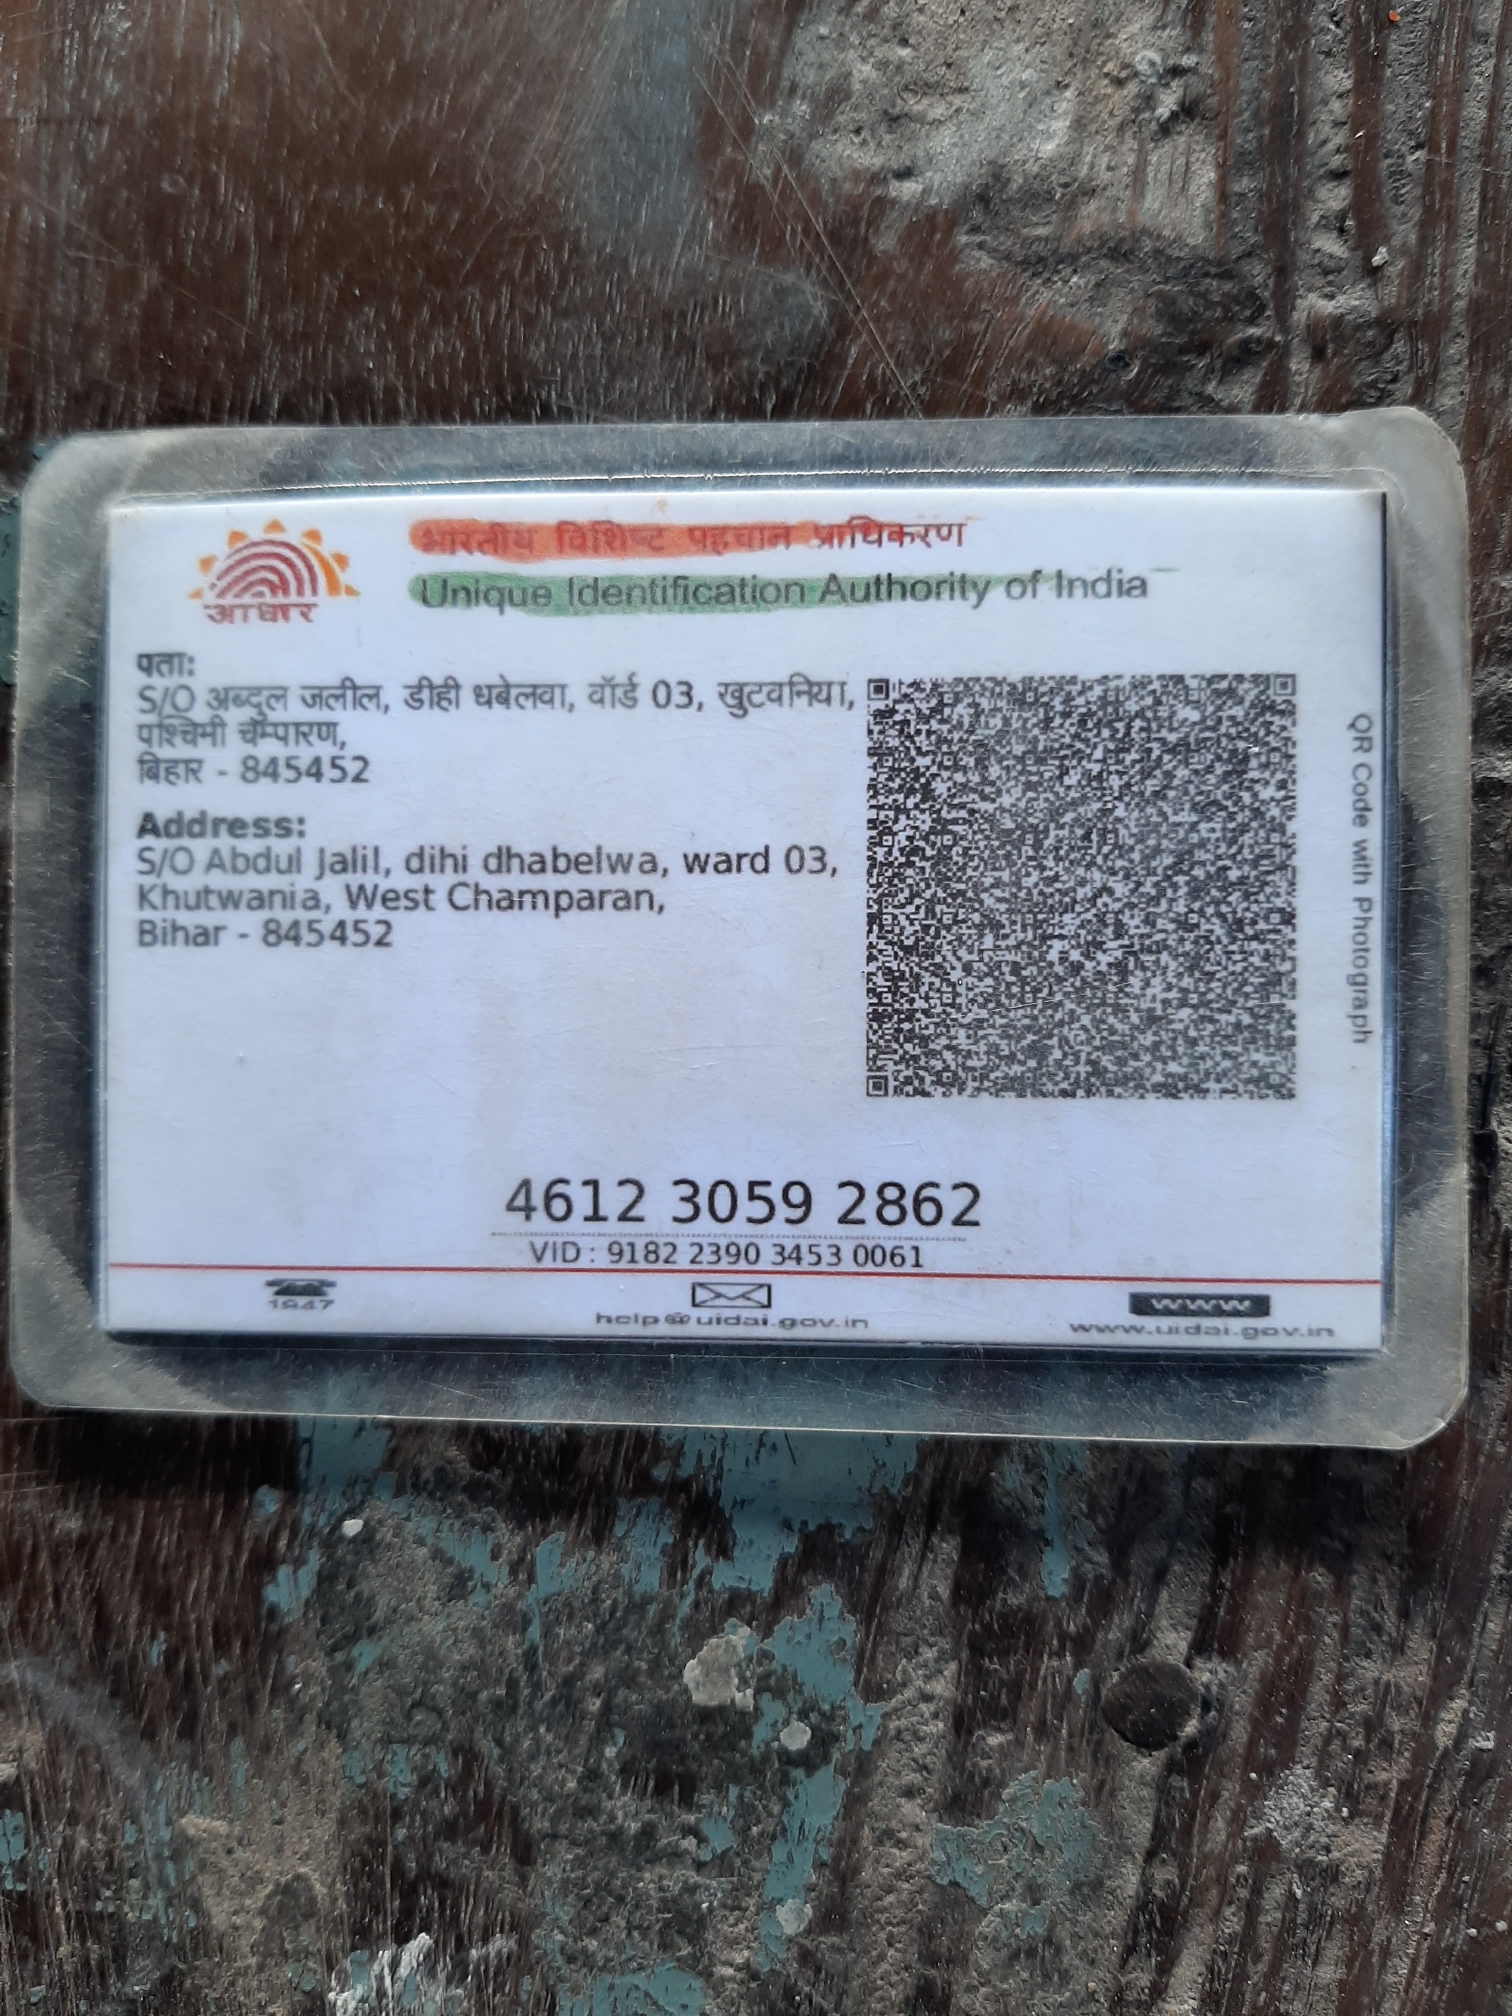 आधार
भारतीय विशिष्ट पहचान प्राधिकरण
Unique Identification Authority of India
पता:
S/O अब्दुल जलील, डीही धबेलवा, वॉर्ड 03, खुटवनिया,
पश्चिमी चम्पारण,
बिहार - 845452
Address:
S/O Abdul Jalil, dihi dhabelwa, ward 03,
Khutwania, West Champaran,
Bihar - 845452
QR Code with Photograph
4612 3059 2862
VID : 9182 2390 3453 0061
1947
help@uidai.gov.in
www
www.uidai.gov.in